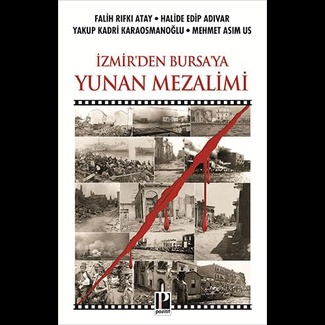 FALİH RIFKI ATAY • HALİDE EDİP ADIVAR
YAKUP KADRİ KARAOSMANOĞLU • MEHMET ASIM US
İZMİR'DEN BURSA'YA
YUNAN MEZALİMİ
pozitif